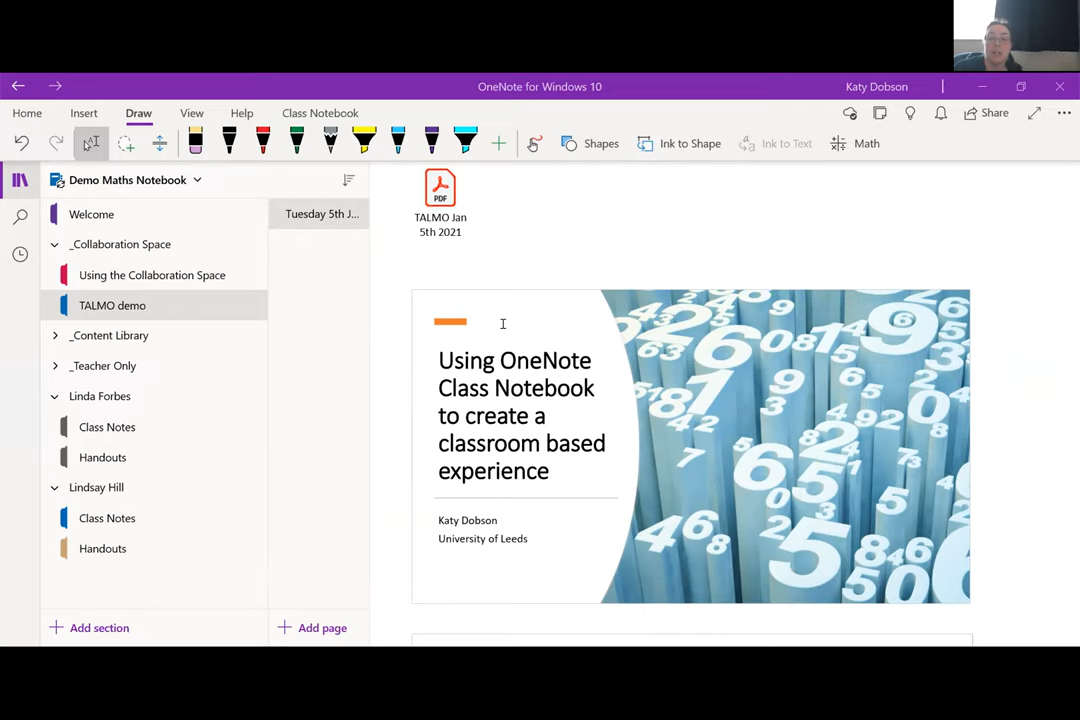 OneNote for Windows 10
Katy Dobson
Home Insert Draw View Help Class Notebook
Share
Shapes Ink to Shape Ink to Text Math
Demo Maths Notebook
Welcome
_Collaboration Space
Using the Collaboration Space
TALMO demo
_Content Library
_Teacher Only
Linda Forbes
Class Notes
Handouts
Lindsay Hill
Class Notes
Handouts
Add section
Tuesday 5th J...
Add page
PDF
TALMO Jan
5th 2021
Using OneNote
Class Notebook
to create a
classroom based
experience
Katy Dobson
University of Leeds